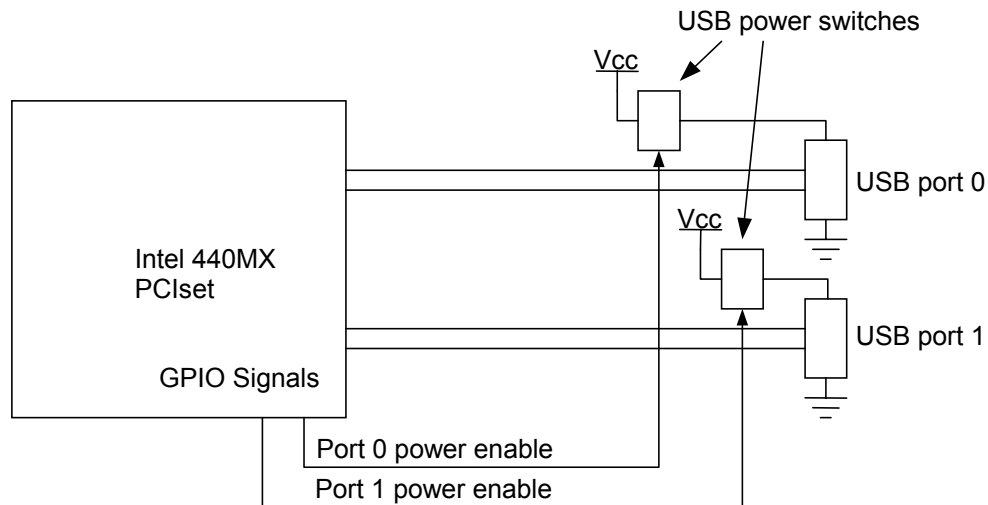 USB power switches
Vcc
USB port 0
Vcc
Intel 440MX
PCIset
USB port 1
GPIO Signals
Port 0 power enable
Port 1 power enable